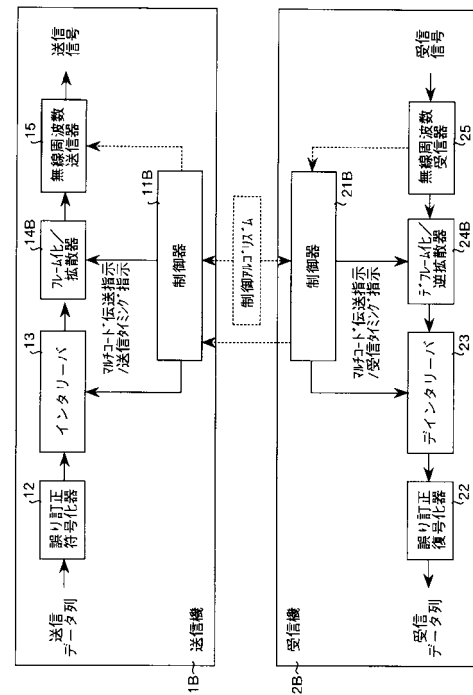 1B
送信機
送信
データ列
12
誤り訂正
符号化器
13
インタリーバ
14B
フレーム化/
拡散器
15
無線周波数
送信器
送信
信号
マルチコード伝送指示
/送信タイミング指示
11B
制御器
制御アルゴリズム
2B
受信機
21B
制御器
マルチコード伝送指示
/受信タイミング指示
受信
データ列
22
誤り訂正
復号化器
23
デインタリーバ
24B
デフレーム化/
逆拡散器
25
無線周波数
受信器
受信
信号